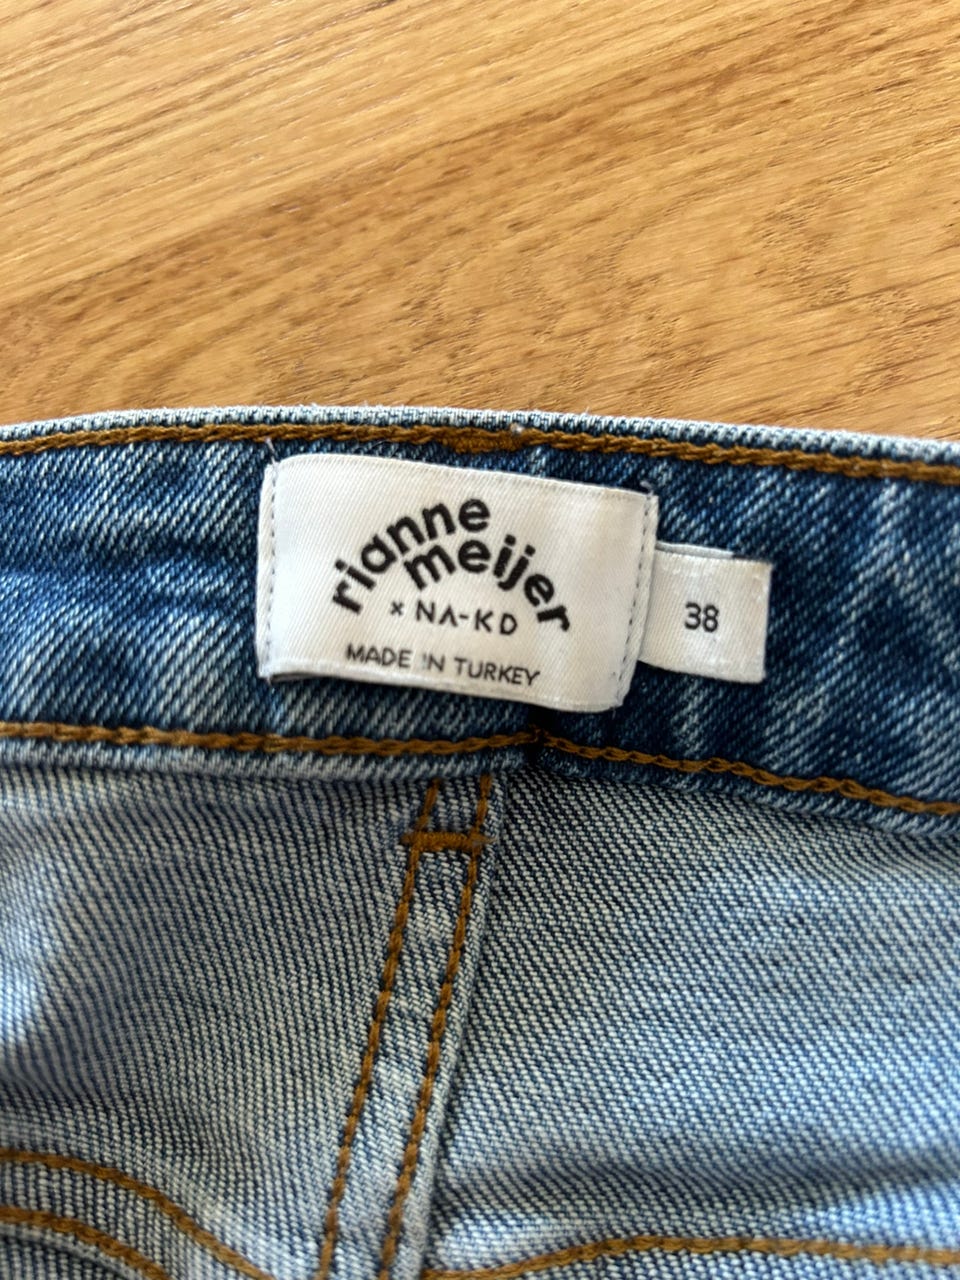 rianne
meijer
× NA-KD
MADE IN TURKEY
38